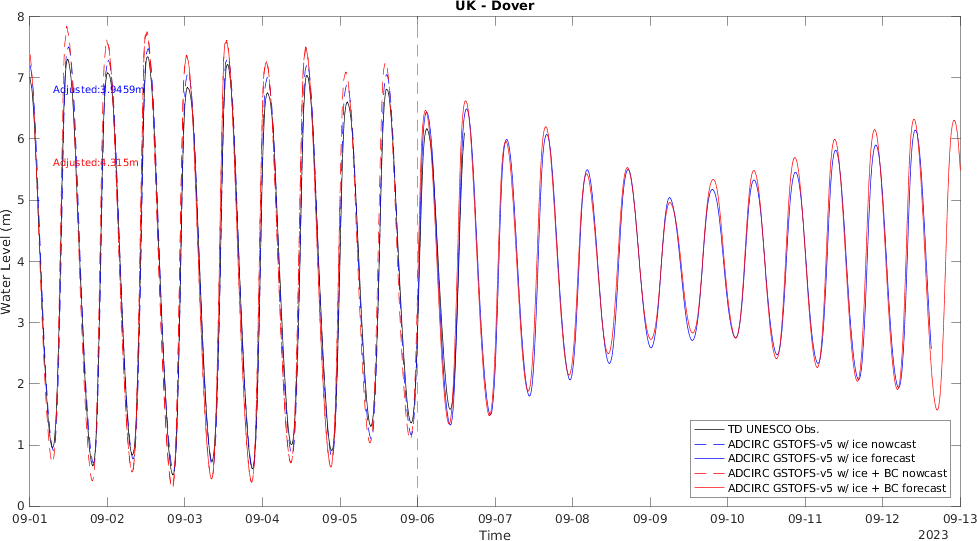 UK - Dover
8
7
6
5
4
3
2
1
0
Water Level (m)
Adjusted:3.9459m
Adjusted:4.315m
TD UNESCO Obs.
ADCIRC GSTOFS-v5 w/ ice nowcast
ADCIRC GSTOFS-v5 w/ ice forecast
ADCIRC GSTOFS-v5 w/ ice + BC nowcast
ADCIRC GSTOFS-v5 w/ ice + BC forecast
09-01 09-02 09-03 09-04 09-05 09-06 09-07 09-08 09-09 09-10 09-11 09-12 09-13
Time
2023